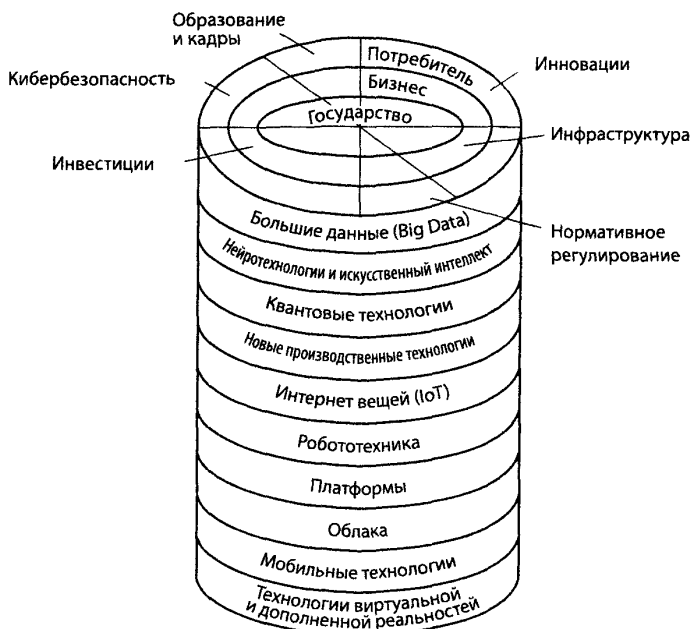 Образование
и кадры
Потребитель
Инновации
Кибербезопасность
Бизнес
Государство
Инфраструктура
Инвестиции
Нормативное
регулирование
Большие данные (Big Data)
Нейротехнологии и искусственный интеллект
Квантовые технологии
Новые производственные технологии
Интернет вещей (IoT)
Робототехника
Платформы
Облака
Мобильные технологии
Технологии виртуальной
и дополненной реальностей